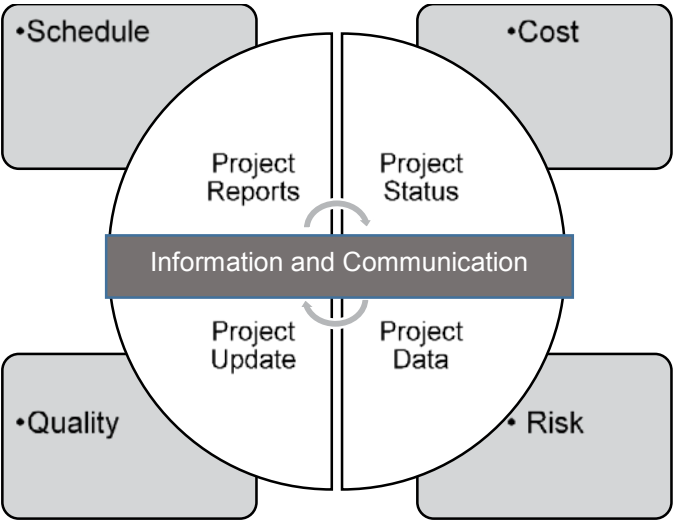 •Schedule
•Cost
Project
Reports
Project
Status
Information and Communication
Project
Update
Project
Data
•Quality
• Risk